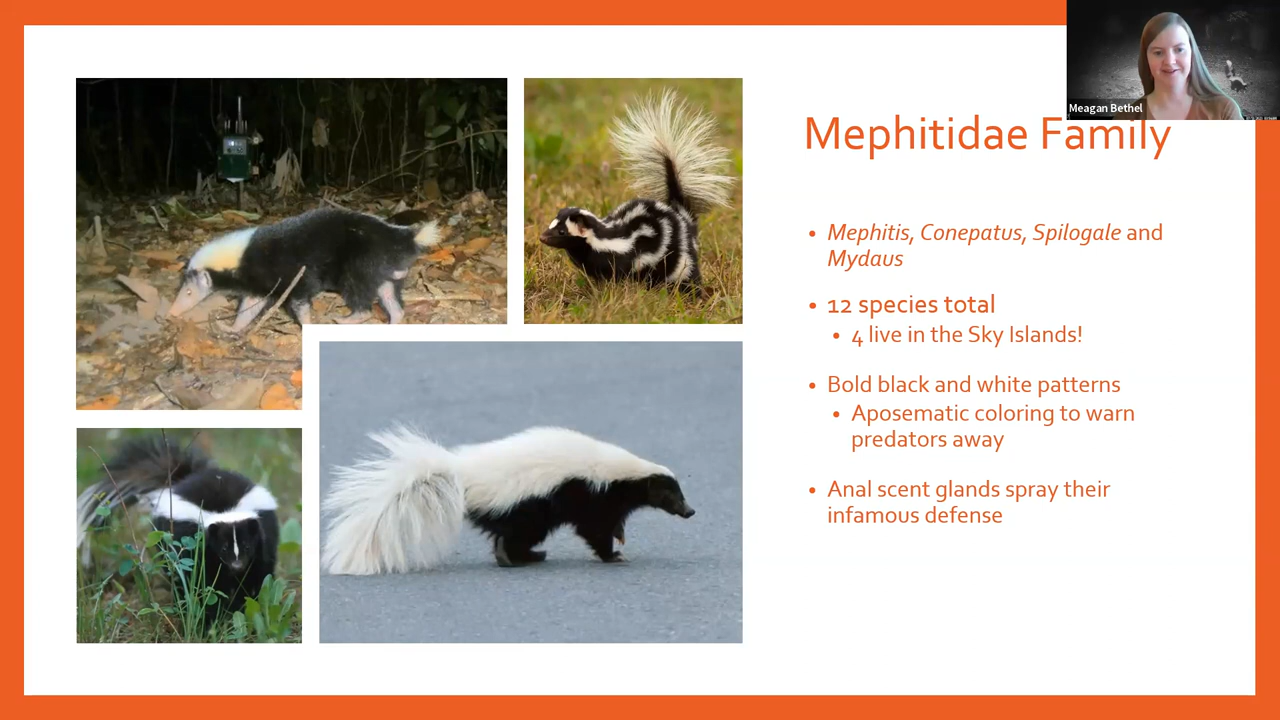 Meagan Bethel
Mephitidae Family
• Mephitis, Conepatus, Spilogale and
Mydaus
• 12 species total
• 4 live in the Sky Islands!
• Bold black and white patterns
• Aposematic coloring to warn
predators away
• Anal scent glands spray their
infamous defense